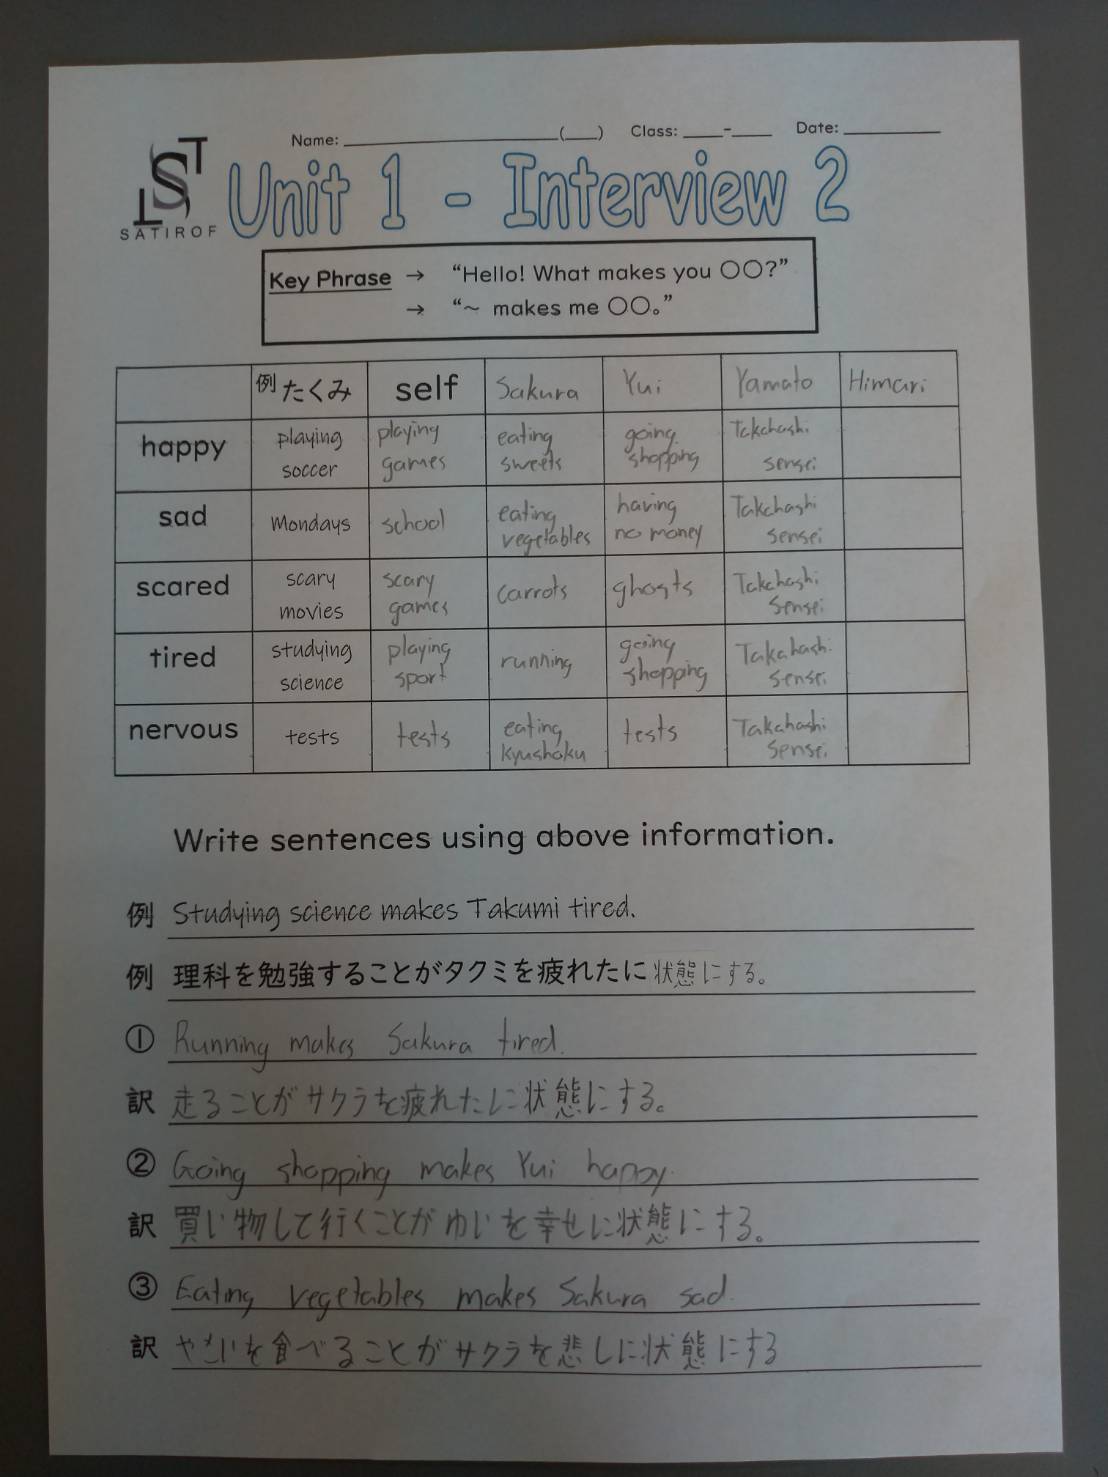 Name: ______________(___) Class: ____-____ Date: _________
LST
SATIROF
Unit 1 - Interview 2
Key Phrase → “Hello! What makes you ○○?”
→ “~ makes me ○○。”
例 たくみ self Sakura Yui Yamato Himari
happy playing soccer playing games eating sweets going shopping Takahashi sensei
sad Mondays school eating vegetables having no money Takahashi sensei
scared scary movies scary games carrots ghosts Takahashi sensei
tired studying science playing sport running going shopping Takahashi sensei
nervous tests tests eating kyushoku tests Takahashi sensei
Write sentences using above information.
例 Studying science makes Takumi tired.
例 理科を勉強することがタクミを疲れたに状態にする。
① Running makes Sakura tired.
訳 走ることがサクラを疲れたに状態にする。
② Going shopping makes Yui happy.
訳 買い物して行くことがゆいを幸せに状態にする。
③ Eating vegetables makes Sakura sad.
訳 やさいを食べることがサクラを悲しに状態にする